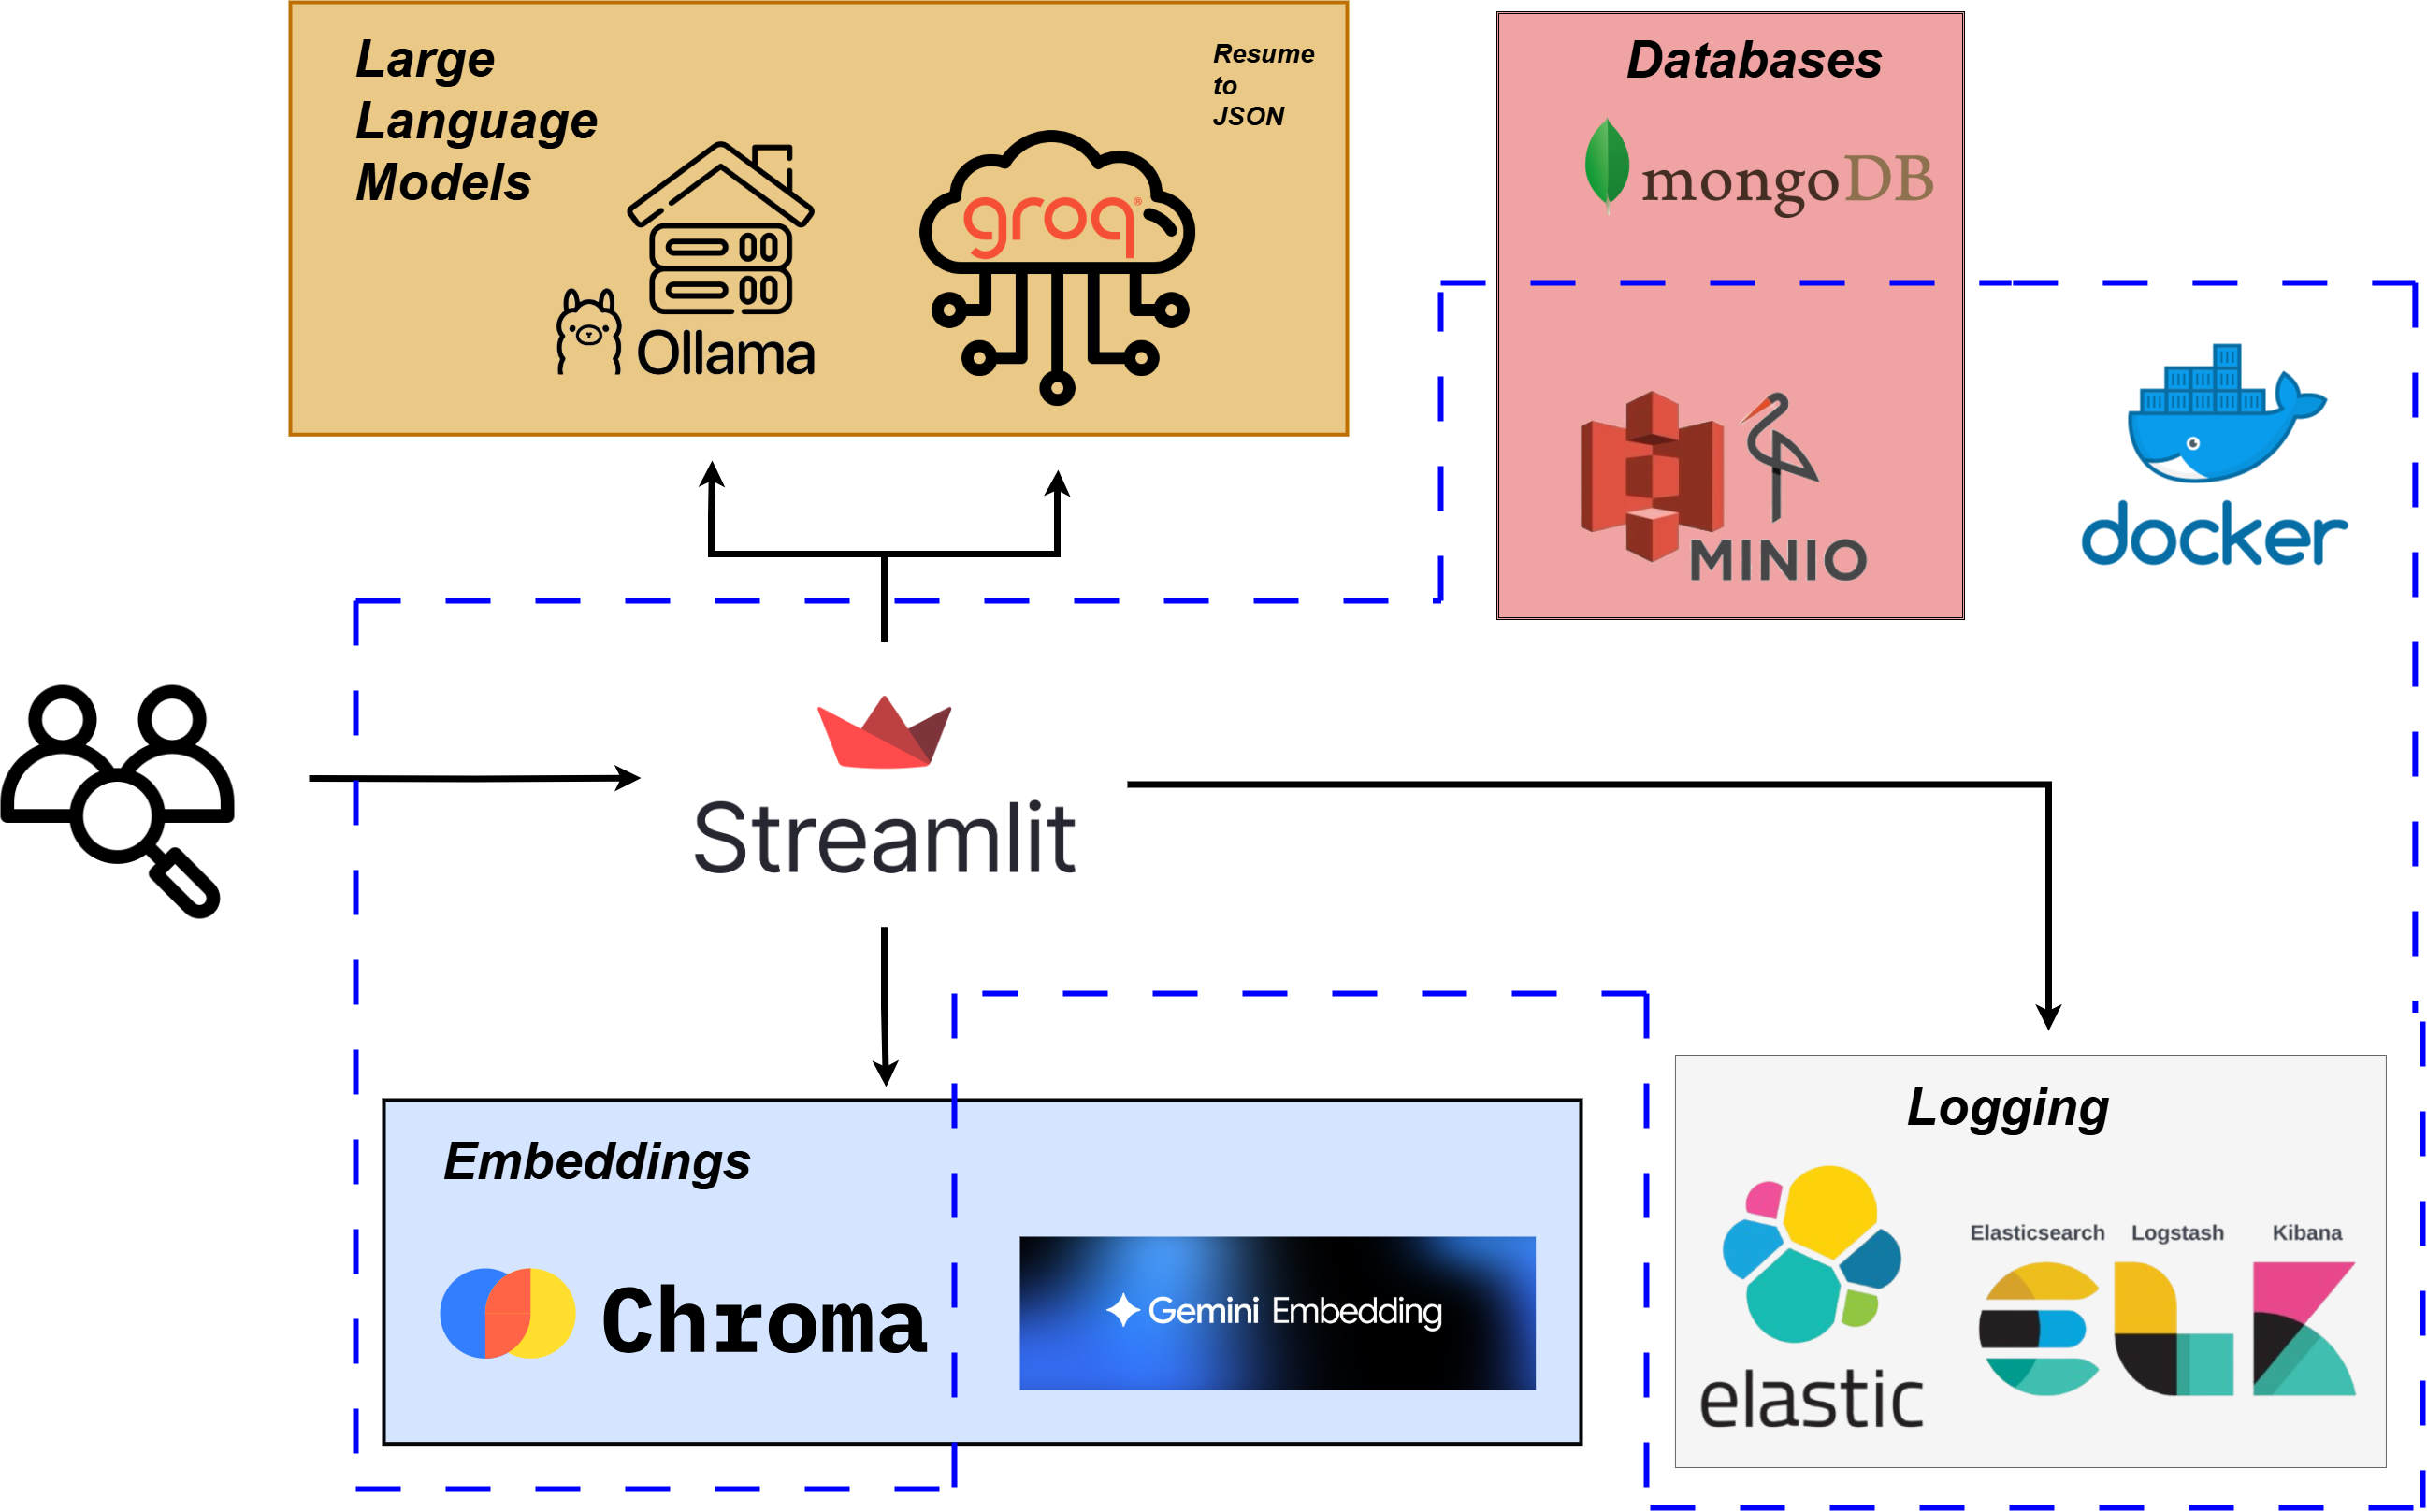 Large
Language
Models
Resume
to
JSON
groq®
Ollama
Databases
mongoDB
MINIO
docker
Streamlit
Embeddings
Chroma
Gemini Embedding
Logging
Elasticsearch Logstash Kibana
elastic